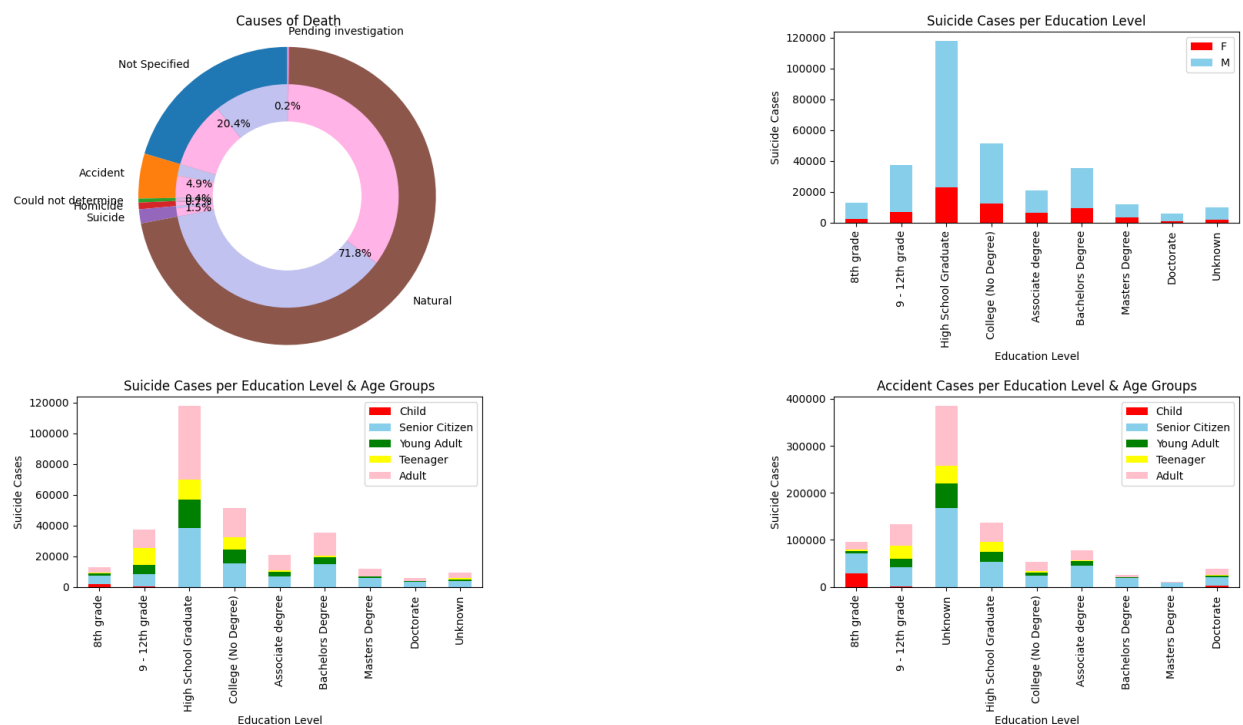 Causes of Death
Pending investigation
Not Specified
0.2%
20.4%
Accident
4.9%
Could not determine
0.4%
Homicide
0.7%
Suicide
1.5%
71.8%
Natural
Suicide Cases per Education Level
F
M
Suicide Cases
120000
100000
80000
60000
40000
20000
0
8th grade
9 - 12th grade
High School Graduate
College (No Degree)
Associate degree
Bachelors Degree
Masters Degree
Doctorate
Unknown
Education Level
Suicide Cases per Education Level & Age Groups
Child
Senior Citizen
Young Adult
Teenager
Adult
Suicide Cases
120000
100000
80000
60000
40000
20000
0
8th grade
9 - 12th grade
High School Graduate
College (No Degree)
Associate degree
Bachelors Degree
Masters Degree
Doctorate
Unknown
Education Level
Accident Cases per Education Level & Age Groups
Child
Senior Citizen
Young Adult
Teenager
Adult
Suicide Cases
400000
300000
200000
100000
0
8th grade
9 - 12th grade
Unknown
High School Graduate
College (No Degree)
Associate degree
Bachelors Degree
Masters Degree
Doctorate
Education Level